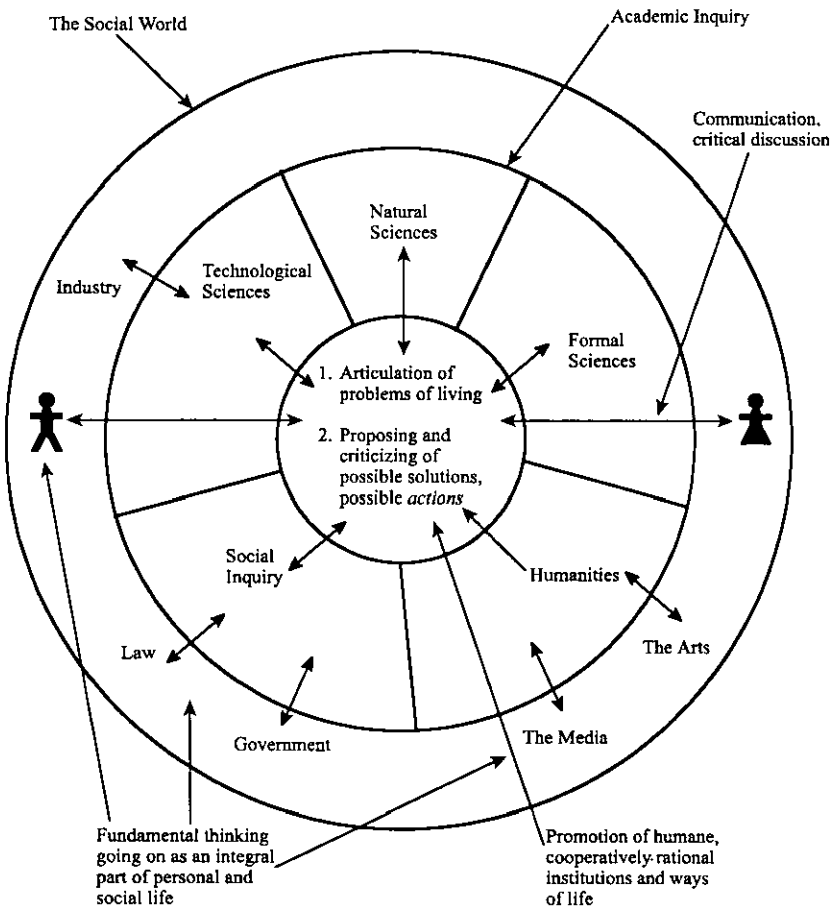 The Social World
Academic Inquiry
Communication,
critical discussion
Natural
Sciences
Technological
Sciences
Industry
Formal
Sciences
1. Articulation of
problems of living
2. Proposing and
criticizing of
possible solutions,
possible actions
Social
Inquiry
Humanities
Law
The Arts
Government
The Media
Fundamental thinking
going on as an integral
part of personal and
social life
Promotion of humane,
cooperatively-rational
institutions and ways
of life